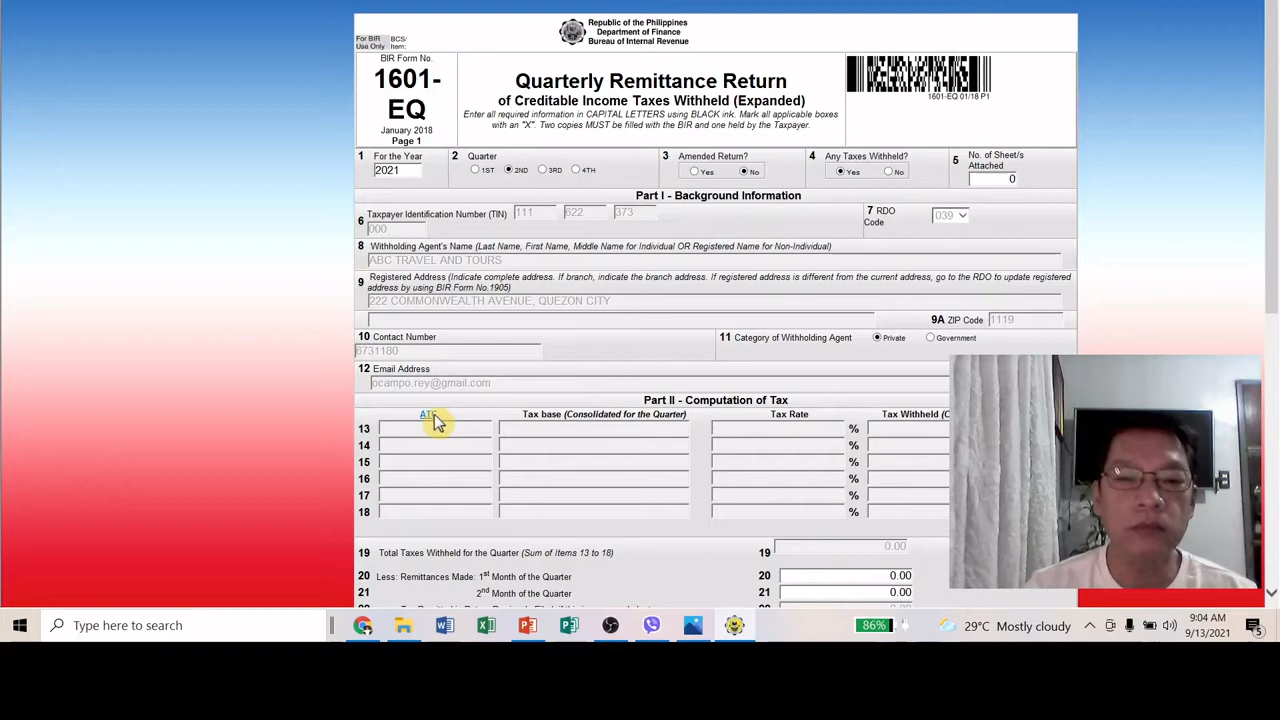 Republic of the Philippines
Department of Finance
Bureau of Internal Revenue
For BIR BCS/
Use Only Item:
BIR Form No.
1601-
EQ
January 2018
Page 1
Quarterly Remittance Return
of Creditable Income Taxes Withheld (Expanded)
Enter all required information in CAPITAL LETTERS using BLACK ink. Mark all applicable boxes
with an "X". Two copies MUST be filled with the BIR and one held by the Taxpayer.
1601-EQ 01/18 P1
1 For the Year 2 Quarter 3 Amended Return? 4 Any Taxes Withheld? 5 No. of Sheet/s
Attached
2021 1ST 2ND 3RD 4TH Yes No Yes No 0
Part I - Background Information
6 Taxpayer Identification Number (TIN) 111 622 373 7 RDO
Code 039
000
8 Withholding Agent's Name (Last Name, First Name, Middle Name for Individual OR Registered Name for Non-Individual)
ABC TRAVEL AND TOURS
9 Registered Address (Indicate complete address. If branch, indicate the branch address. If registered address is different from the current address, go to the RDO to update registered
address by using BIR Form No.1905)
222 COMMONWEALTH AVENUE, QUEZON CITY
9A ZIP Code 1119
10 Contact Number 11 Category of Withholding Agent Private Government
6731180
12 Email Address
ocampo.rey@gmail.com
Part II - Computation of Tax
ATC Tax base (Consolidated for the Quarter) Tax Rate Tax Withheld (C
13 %
14 %
15 %
16 %
17 %
18 %
19 Total Taxes Withheld for the Quarter (Sum of Items 13 to 18) 19 0.00
20 Less: Remittances Made: 1st Month of the Quarter 20 0.00
21 2nd Month of the Quarter 21 0.00
Type here to search
86%
29°C Mostly cloudy
9:04 AM
9/13/2021
5